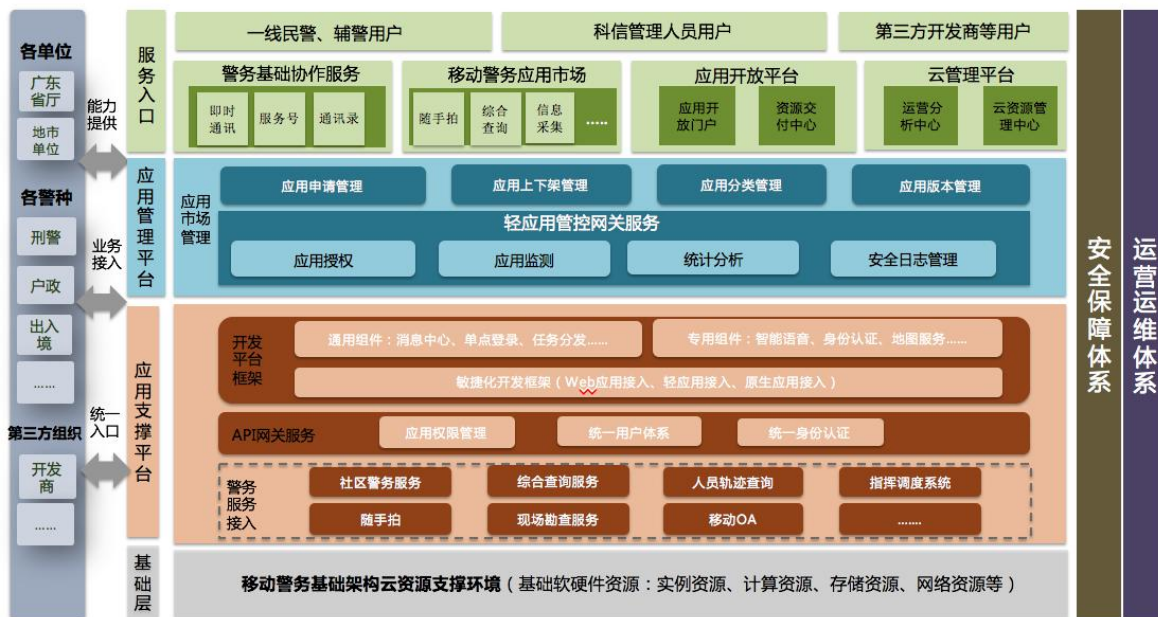 各单位
广东
省厅
地市
单位
各警种
刑警
户政
出入
境
……
第三方组织
开发
商
……
能力
提供
业务
接入
统一
入口
服务入口
一线民警、辅警用户
科信管理人员用户
第三方开发商等用户
警务基础协作服务
即时
通讯
服务号
通讯录
移动警务应用市场
随手拍
综合
查询
信息
采集
.....
应用开放平台
应用开
放门户
资源交
付中心
云管理平台
运营分
析中心
云资源管
理中心
应用管理平台
应用
市场
管理
应用申请管理
应用上下架管理
应用分类管理
应用版本管理
轻应用管控网关服务
应用授权
应用监测
统计分析
安全日志管理
应用支撑平台
开发
平台
框架
通用组件：消息中心、单点登录、任务分发......
专用组件：智能语音、身份认证、地图服务......
敏捷化开发框架（Web应用接入、轻应用接入、原生应用接入）
API网关服务
应用权限管理
统一用户体系
统一身份认证
警务
服务
接入
社区警务服务
综合查询服务
人员轨迹查询
指挥调度系统
随手拍
现场勘查服务
移动OA
.......
基础层
移动警务基础架构云资源支撑环境（基础软硬件资源：实例资源、计算资源、存储资源、网络资源等）
安全保障体系
运营运维体系